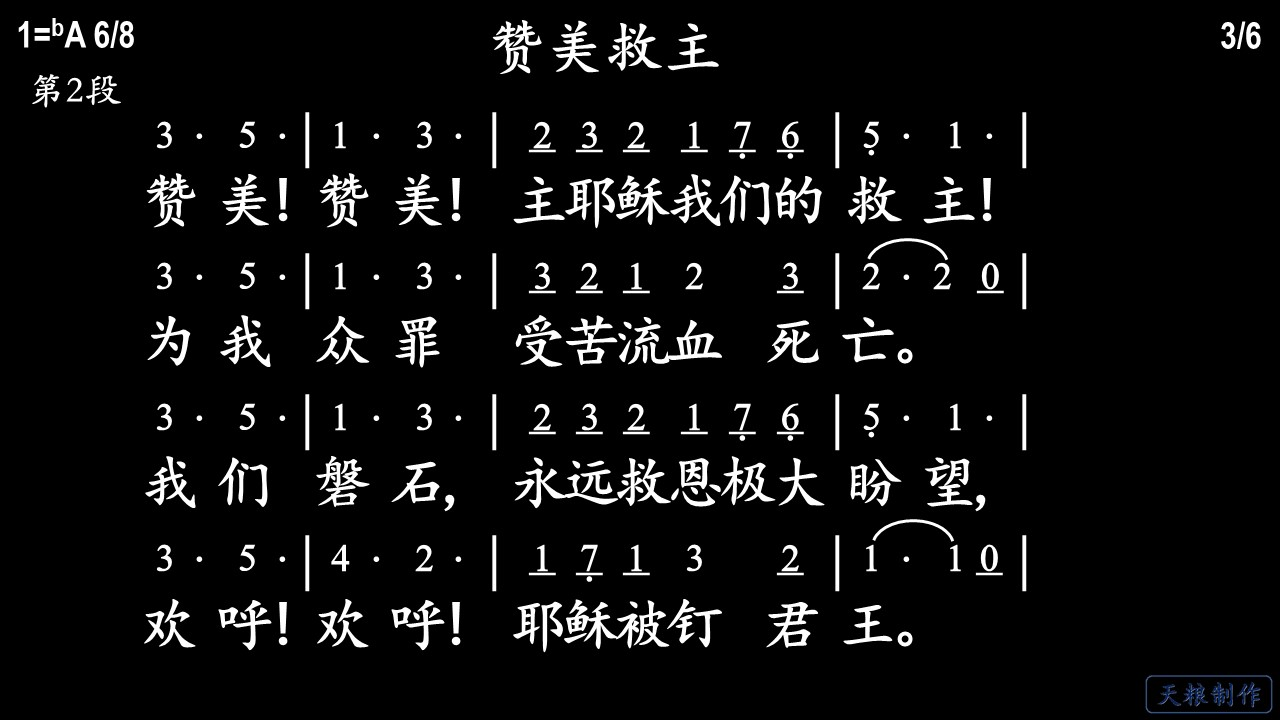 1=ᵇA 6/8
赞美救主
3/6
第2段
3 · 5 · | 1 · 3 · | 2 3 2 1 7̣ 6̣ | 5̣ · 1 · |
赞 美! 赞 美! 主耶稣我们的 救 主!
3 · 5 · | 1 · 3 · | 3 2 1 2 3 | 2 · 2 0 |
为 我 众 罪 受苦流血 死 亡。
3 · 5 · | 1 · 3 · | 2 3 2 1 7̣ 6̣ | 5̣ · 1 · |
我 们 磐 石, 永远救恩极大 盼 望,
3 · 5 · | 4 · 2 · | 1 7̣ 1 3 2 | 1 · 1 0 |
欢 呼! 欢 呼! 耶稣被钉 君 王。
天粮制作